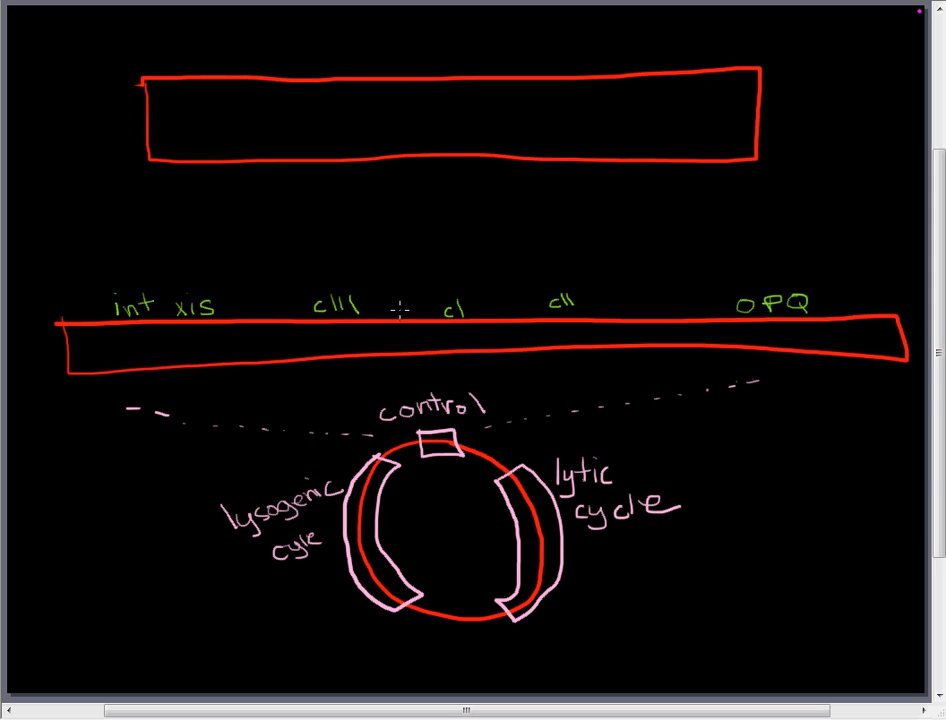 int xis cIII cI cII OPQ
control
lysogenic
cyle
lytic
cycle